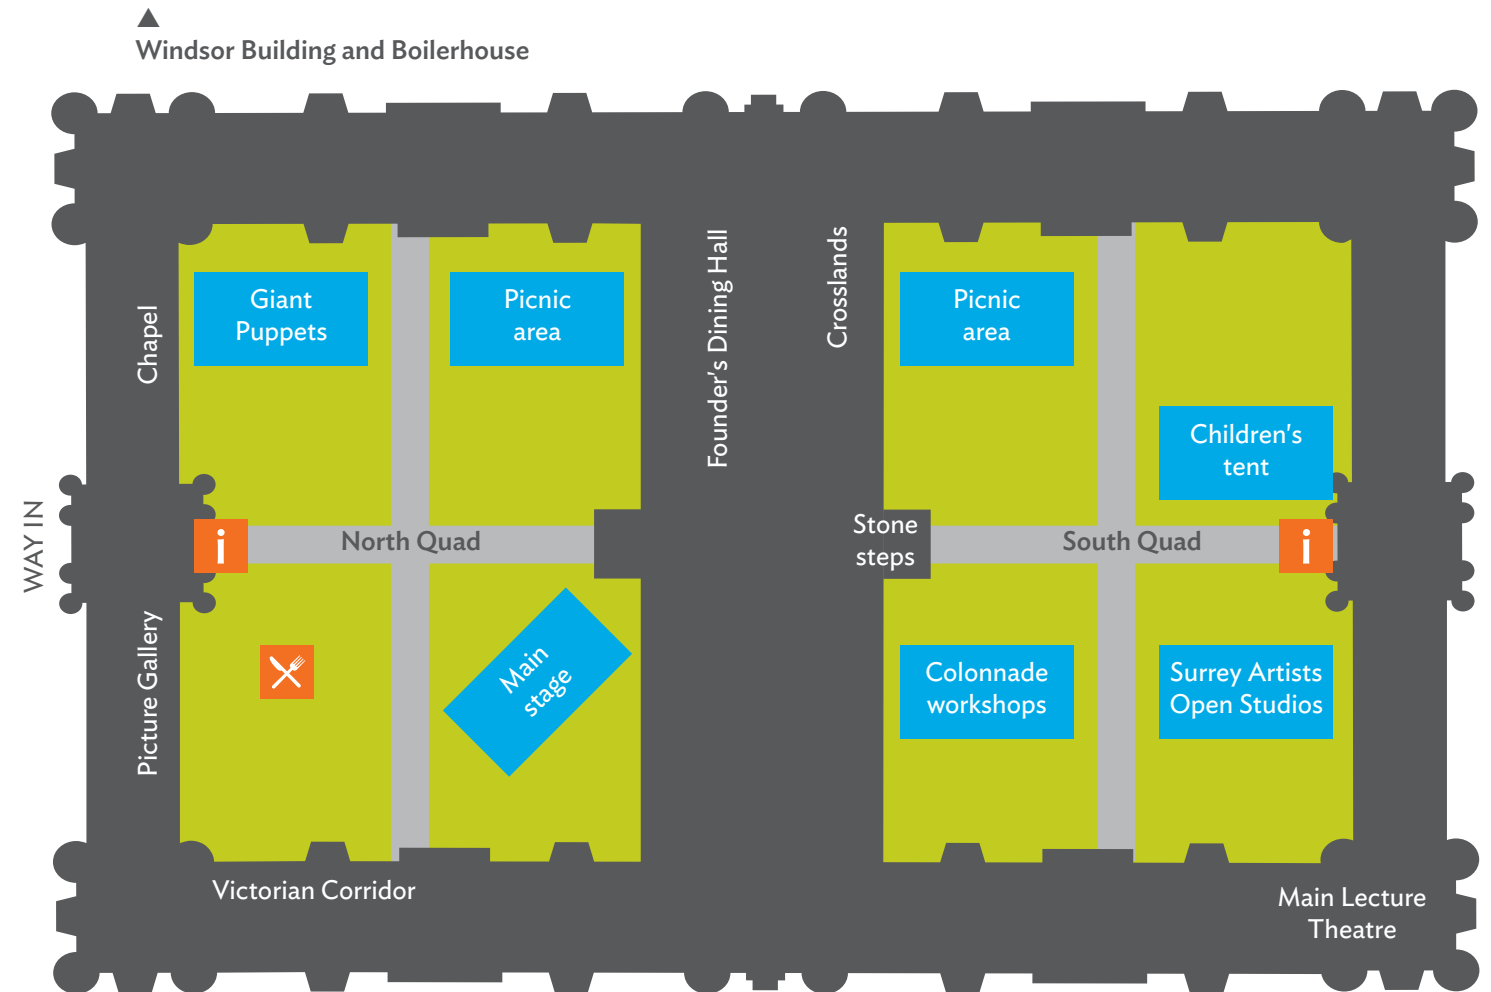 Windsor Building and Boilerhouse
Giant
Puppets
Picnic
area
Picnic
area
Chapel
Founder's Dining Hall
Crosslands
Children's
tent
WAY IN
i
North Quad
Stone
steps
South Quad
i
Picture Gallery
Main
stage
Colonnade
workshops
Surrey Artists
Open Studios
Victorian Corridor
Main Lecture
Theatre